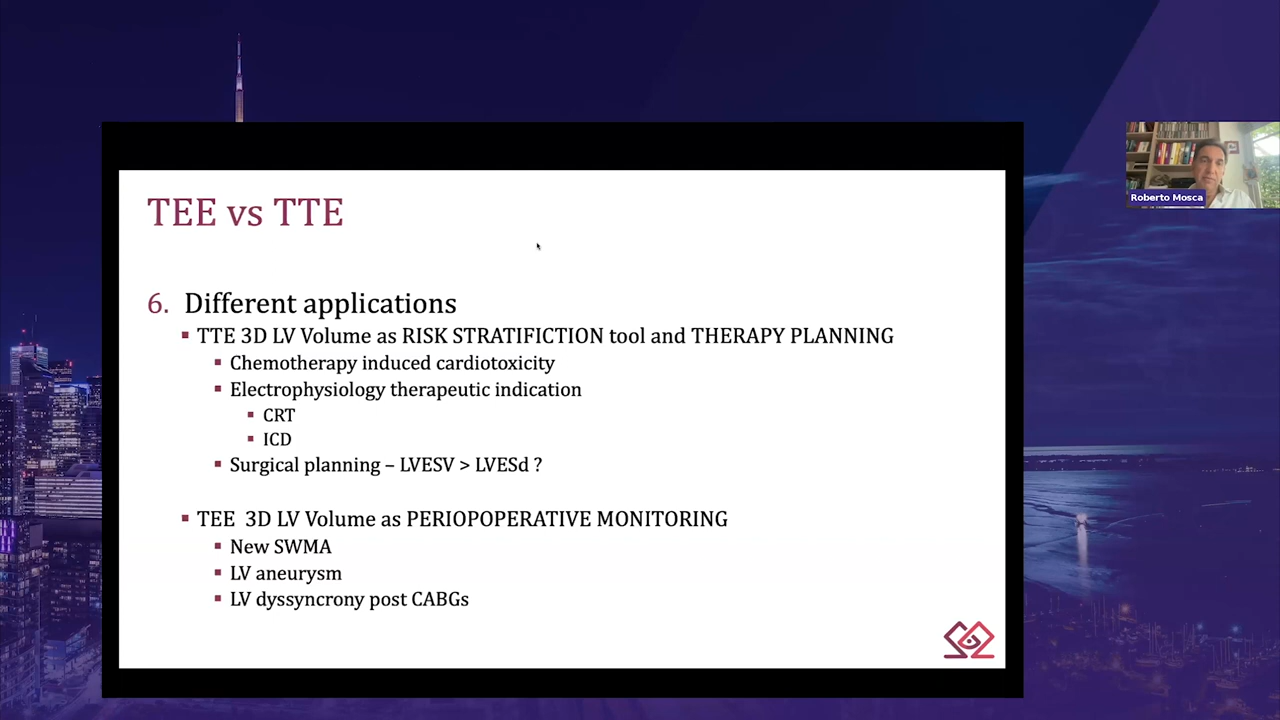 TEE vs TTE
6. Different applications
▪ TTE 3D LV Volume as RISK STRATIFICTION tool and THERAPY PLANNING
▪ Chemotherapy induced cardiotoxicity
▪ Electrophysiology therapeutic indication
▪ CRT
▪ ICD
▪ Surgical planning – LVESV > LVESd ?
▪ TEE 3D LV Volume as PERIOPOPERATIVE MONITORING
▪ New SWMA
▪ LV aneurysm
▪ LV dyssyncrony post CABGs
Roberto Mosca